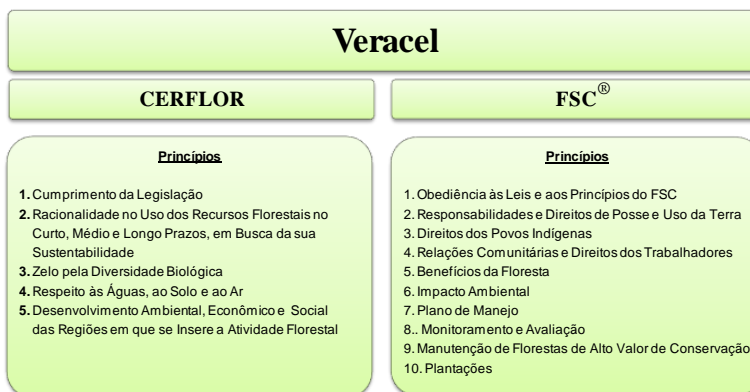 Veracel
CERFLOR
FSC®
Princípios
1. Cumprimento da Legislação
2. Racionalidade no Uso dos Recursos Florestais no
Curto, Médio e Longo Prazos, em Busca da sua
Sustentabilidade
3. Zelo pela Diversidade Biológica
4. Respeito às Águas, ao Solo e ao Ar
5. Desenvolvimento Ambiental, Econômico e Social
das Regiões em que se Insere a Atividade Florestal
Princípios
1. Obediência às Leis e aos Princípios do FSC
2. Responsabilidades e Direitos de Posse e Uso da Terra
3. Direitos dos Povos Indígenas
4. Relações Comunitárias e Direitos dos Trabalhadores
5. Benefícios da Floresta
6. Impacto Ambiental
7. Plano de Manejo
8.. Monitoramento e Avaliação
9. Manutenção de Florestas de Alto Valor de Conservação
10. Plantações